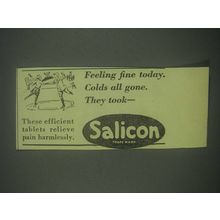 Feeling fine today.
Colds all gone.
They took—
These efficient
tablets relieve
pain harmlessly.
Salicon
TRADE MARK